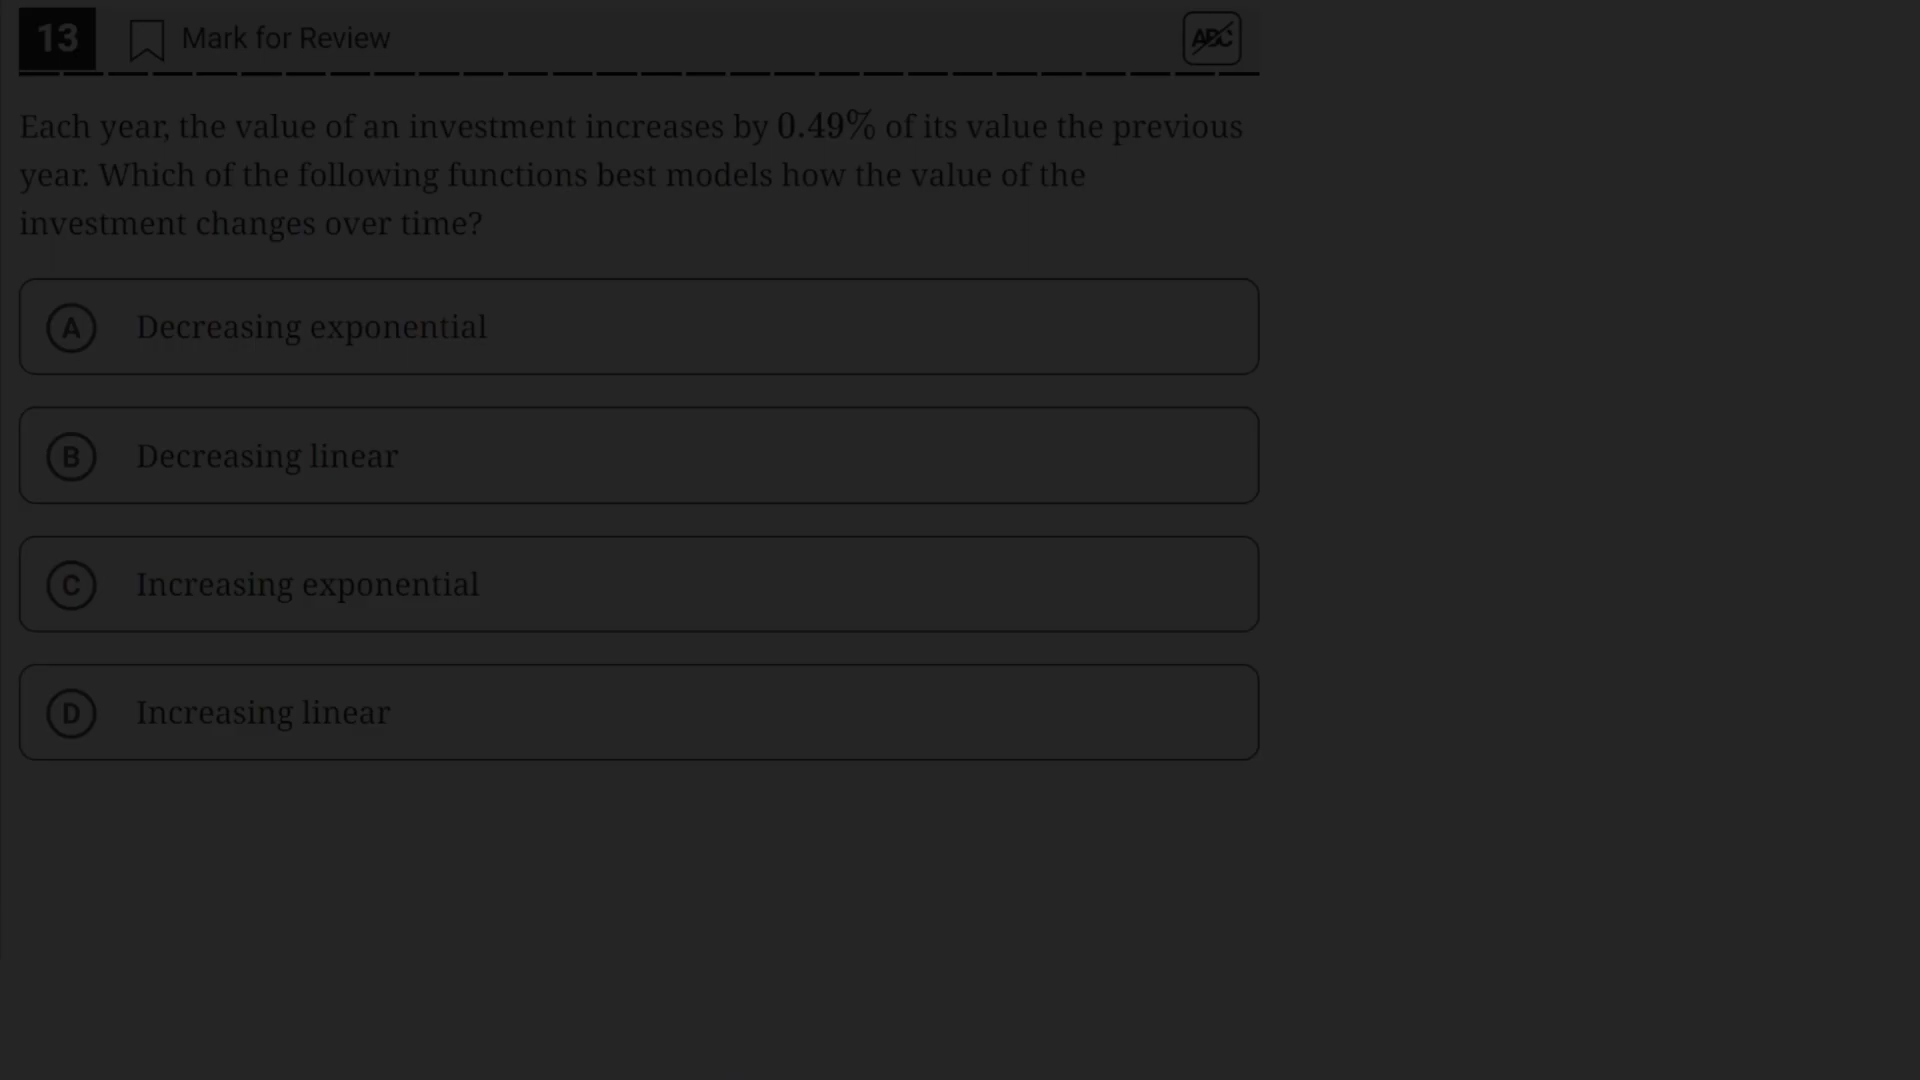 13 Mark for Review ABC
Each year, the value of an investment increases by 0.49% of its value the previous
year. Which of the following functions best models how the value of the
investment changes over time?
A Decreasing exponential
B Decreasing linear
C Increasing exponential
D Increasing linear